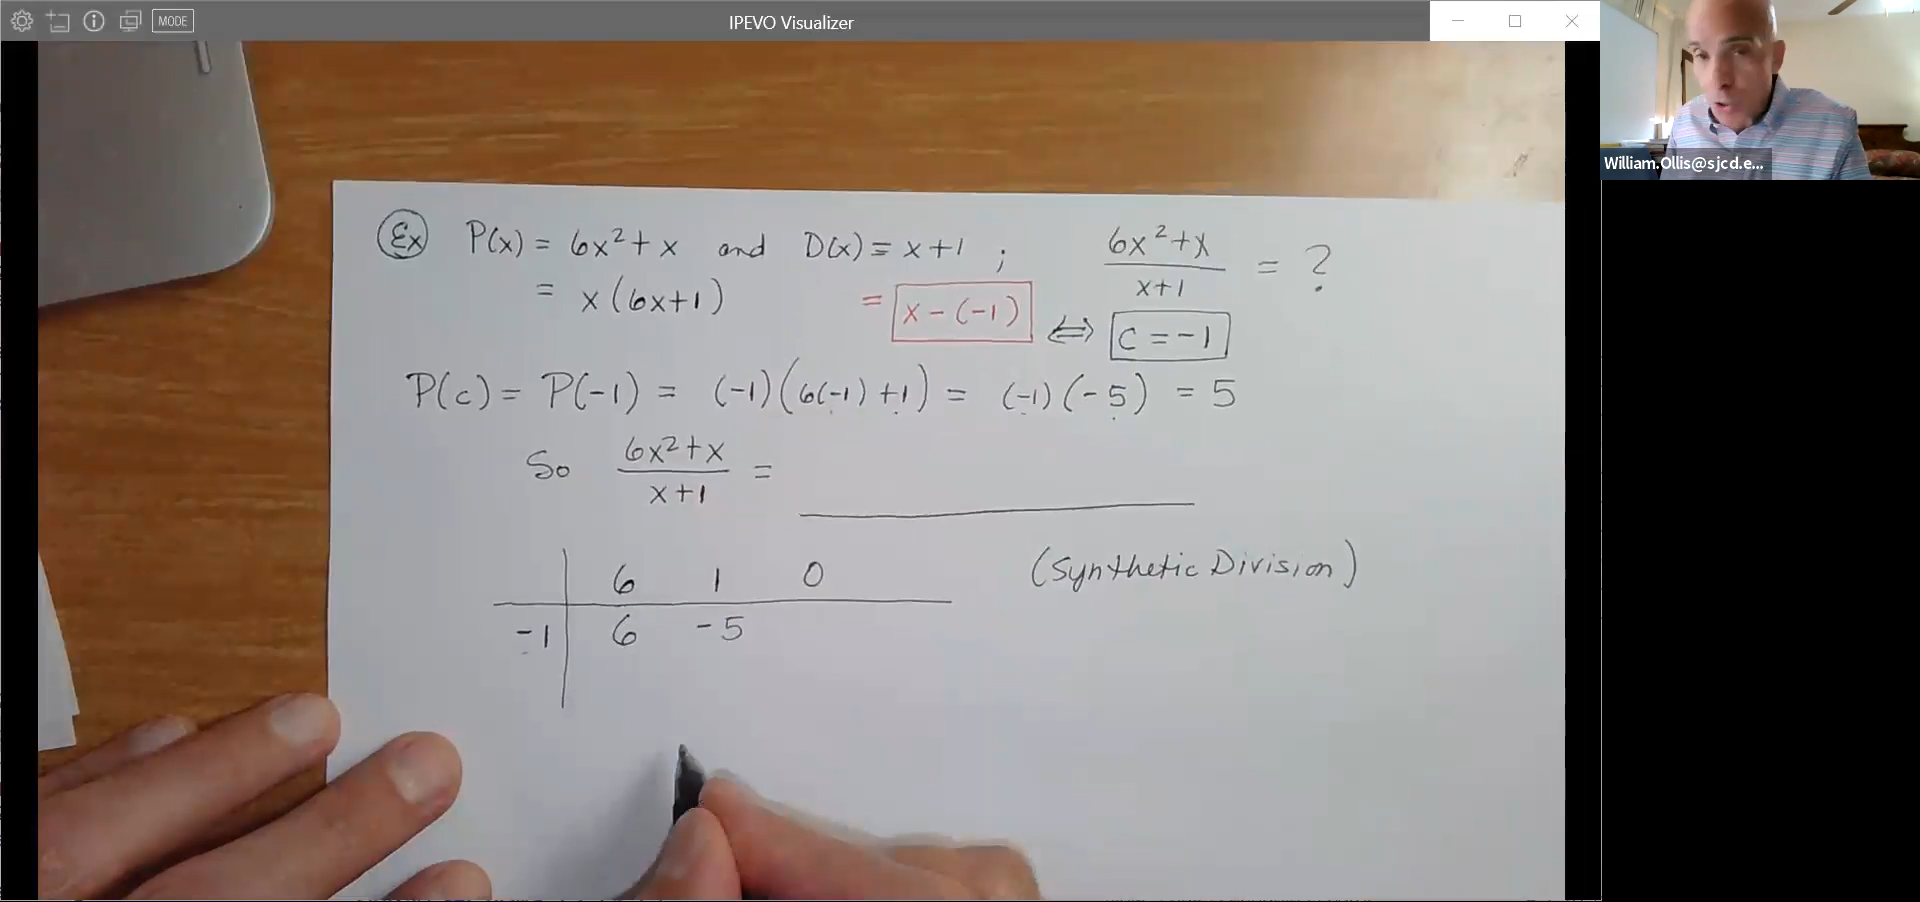 MODE
IPEVO Visualizer
William.Ollis@sjcd.e...
Ex P(x) = 6x² + x and D(x) = x + 1 ; 6x² + x / x + 1 = ?
= x (6x + 1) = x - (-1) ⇔ C = -1
P(c) = P(-1) = (-1)(6(-1) + 1) = (-1)(-5) = 5
So 6x² + x / x + 1 =
6 1 0 (Synthetic Division)
-1 6 -5